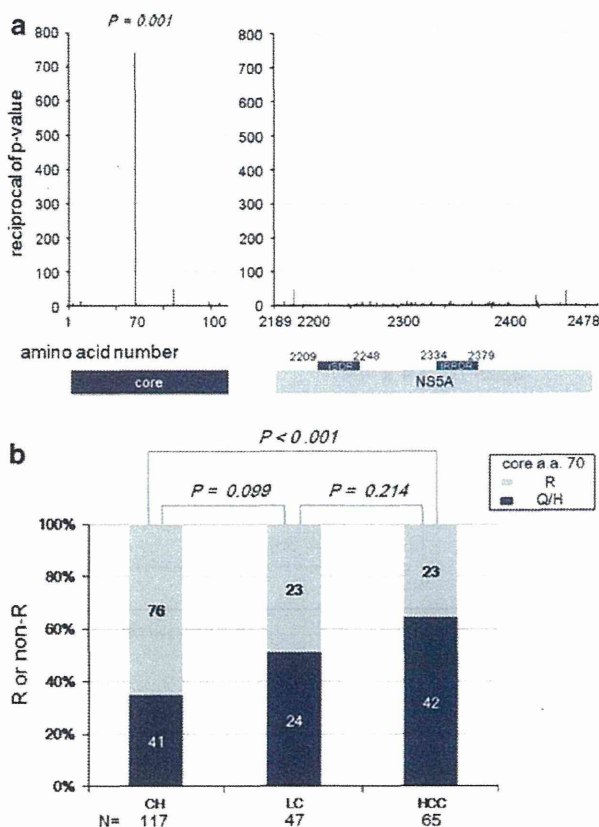 a
P = 0.001
reciprocal of p-value
800
700
600
500
400
300
200
100
0
1 70 100
800
700
600
500
400
300
200
100
0
2189 2200 2300 2400 2478
amino acid number
core
2209 2248 2334 2379
ISDR IRRDR
NS5A
b
P < 0.001
P = 0.099 P = 0.214
core a.a. 70
R
Q/H
R or non-R
100%
80%
60%
40%
20%
0%
76 23 23
41 24 42
CH LC HCC
N= 117 47 65